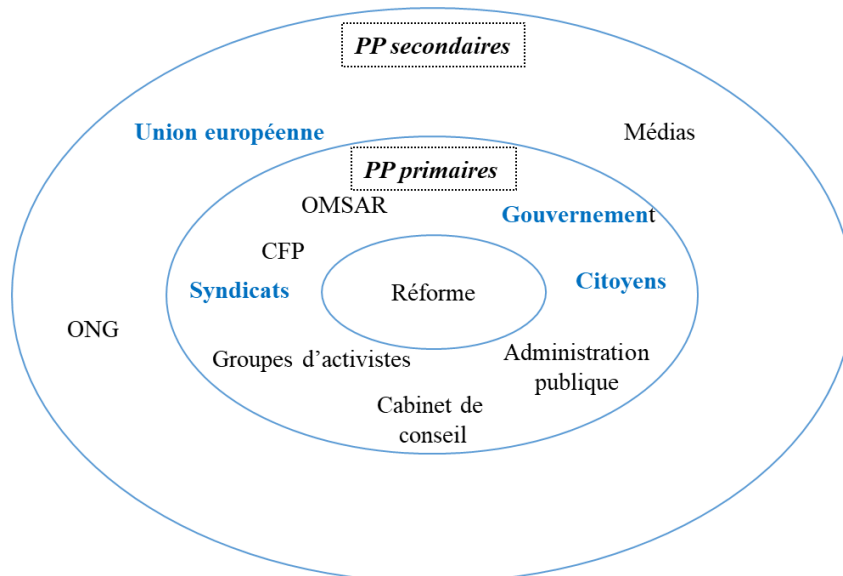 PP secondaires
Union européenne
Médias
PP primaires
OMSAR
Gouvernement
CFP
Syndicats
Réforme
Citoyens
ONG
Groupes d’activistes
Administration
publique
Cabinet de
conseil